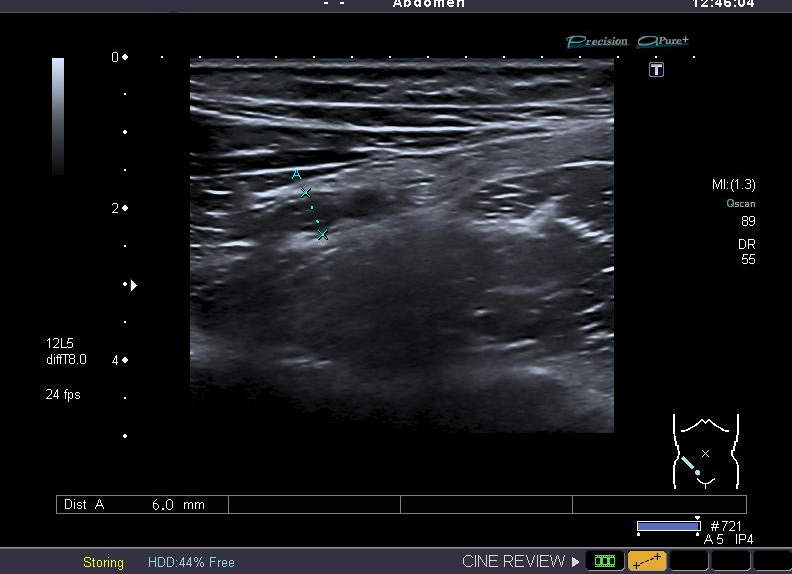 - - Abdomen 12:46:04
Precision APure+
0
T
A
MI:(1.3)
Qscan
89
DR
55
2
12L5
diffT8.0
4
24 fps
Dist A 6.0 mm
#721
A 5 IP4
Storing HDD:44% Free CINE REVIEW